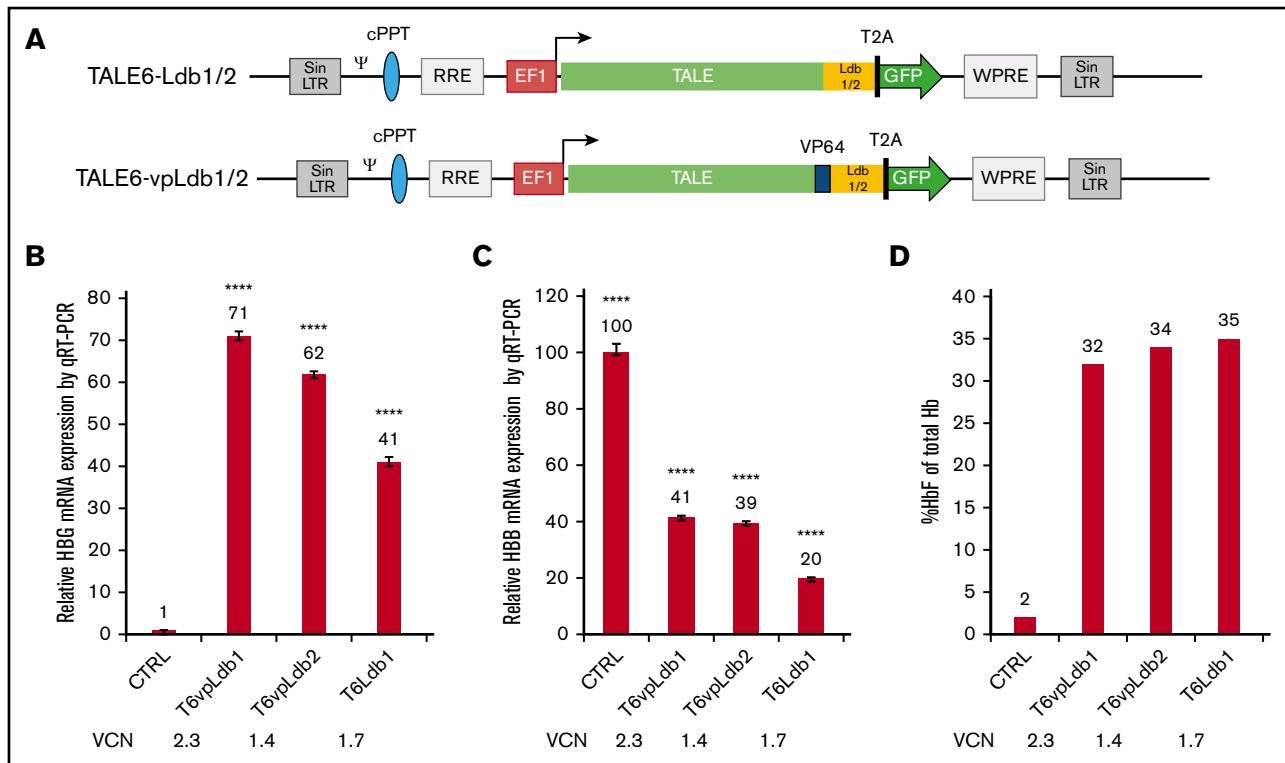 A
TALE6-Ldb1/2
Sin LTR
Ψ
cPPT
RRE
EF1
TALE
Ldb 1/2
T2A
GFP
WPRE
Sin LTR
TALE6-vpLdb1/2
Sin LTR
Ψ
cPPT
RRE
EF1
TALE
VP64
Ldb 1/2
T2A
GFP
WPRE
Sin LTR
B
Relative HBG mRNA expression by qRT-PCR
80
70
60
50
40
30
20
10
0
1
****
71
****
62
****
41
CTRL
T6vpLdb1
T6vpLdb2
T6Ldb1
VCN 2.3 1.4 1.7
C
Relative HBB mRNA expression by qRT-PCR
120
100
80
60
40
20
0
****
100
****
41
****
39
****
20
CTRL
T6vpLdb1
T6vpLdb2
T6Ldb1
VCN 2.3 1.4 1.7
D
%HbF of total Hb
40
35
30
25
20
15
10
5
0
2
32
34
35
CTRL
T6vpLdb1
T6vpLdb2
T6Ldb1
VCN 2.3 1.4 1.7